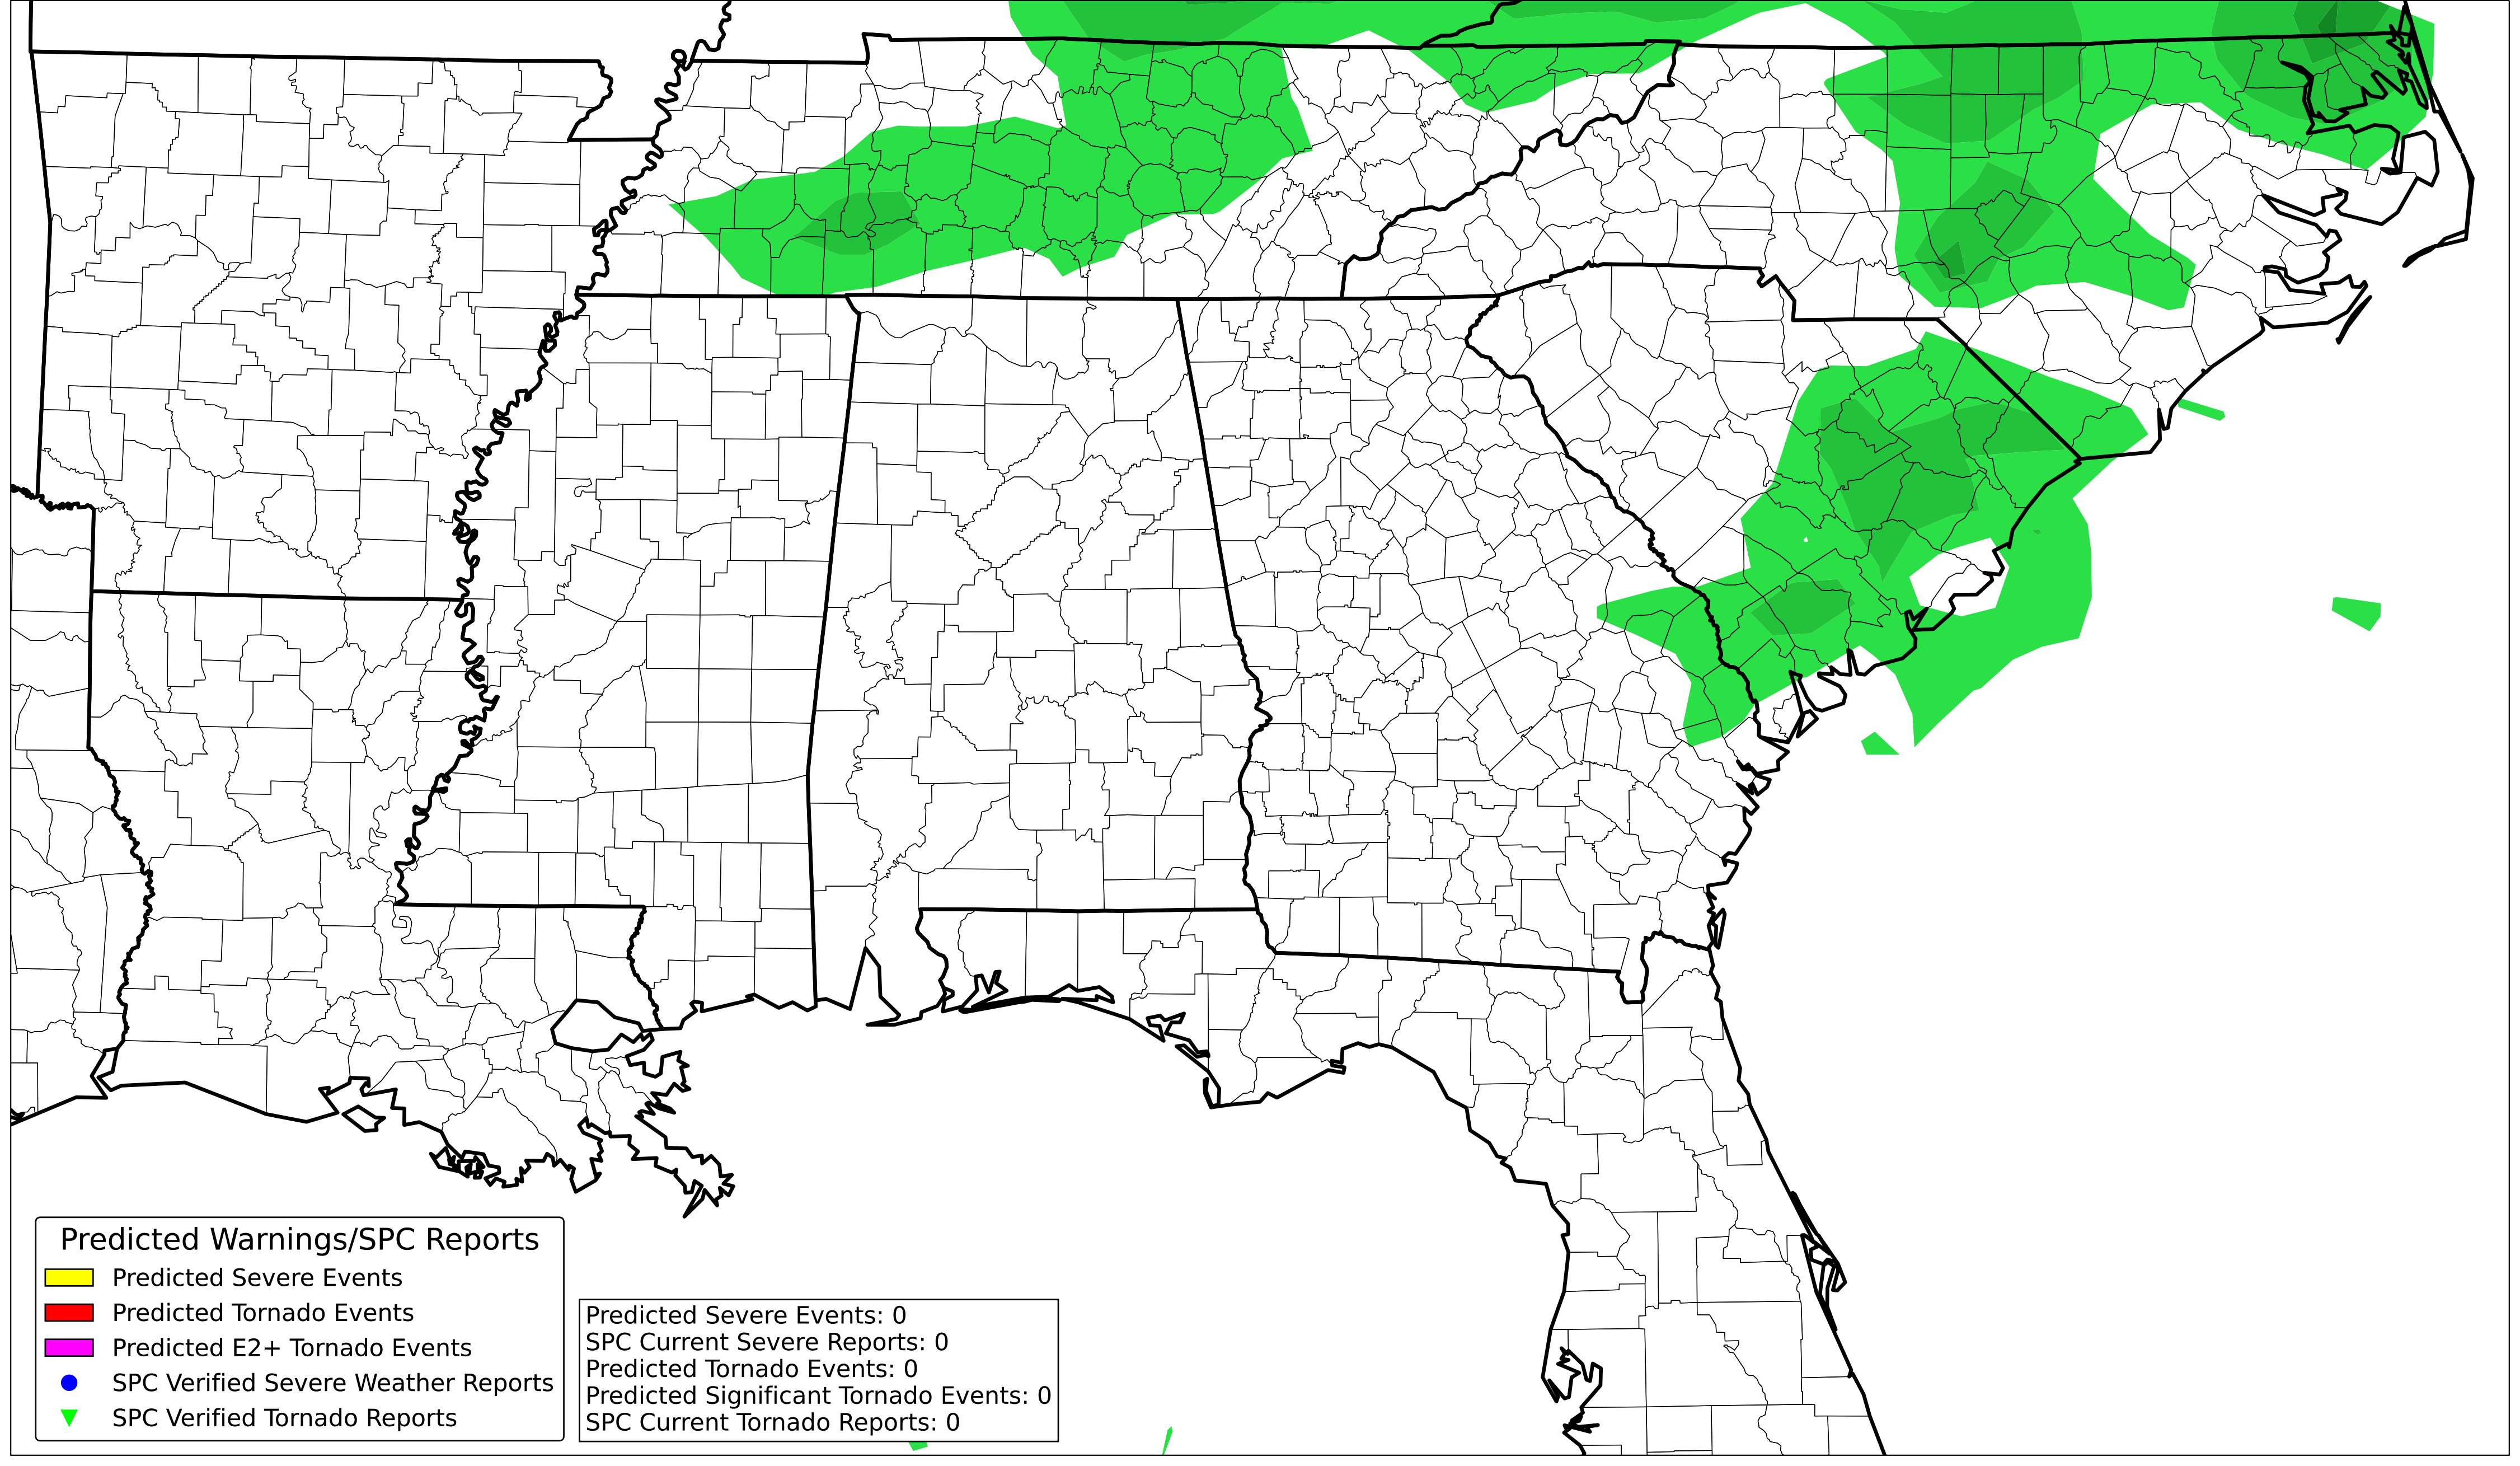 Predicted Warnings/SPC Reports
Predicted Severe Events
Predicted Tornado Events
Predicted E2+ Tornado Events
SPC Verified Severe Weather Reports
SPC Verified Tornado Reports
Predicted Severe Events: 0
SPC Current Severe Reports: 0
Predicted Tornado Events: 0
Predicted Significant Tornado Events: 0
SPC Current Tornado Reports: 0